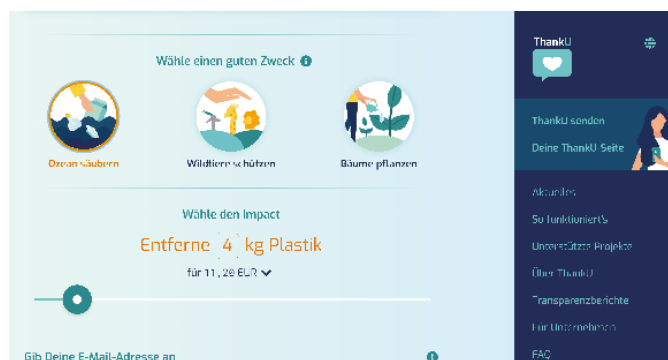 Wähle einen guten Zweck
Ozean säubern
Wildtiere schützen
Bäume pflanzen
Wähle den Impact
Entferne 4 kg Plastik
für 11,20 EUR
Gib Deine E-Mail-Adresse an
ThankU
ThankU senden
Deine ThankU-Seite
Aktuelles
So funktioniert's
Unterstützte Projekte
Über ThankU
Transparenzberichte
Für Unternehmen
FAQ